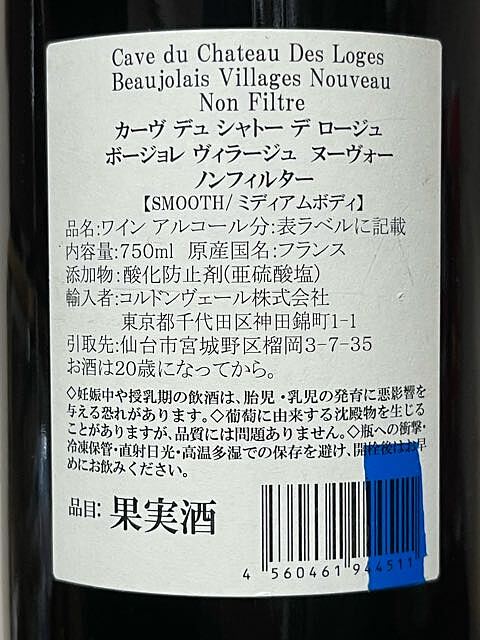 Cave du Chateau Des Loges
Beaujolais Villages Nouveau
Non Filtre
カーヴ デュ シャトー デ ロージュ
ボージョレ ヴィラージュ ヌーヴォー
ノンフィルター
【SMOOTH/ミディアムボディ】
品名:ワイン アルコール分:表ラベルに記載
内容量:750ml 原産国名:フランス
添加物:酸化防止剤(亜硫酸塩)
輸入者:コルドンヴェール株式会社
東京都千代田区神田錦町1-1
引取先:仙台市宮城野区榴岡3-7-35
お酒は20歳になってから。
◇妊娠中や授乳期の飲酒は、胎児・乳児の発育に悪影響を
与える恐れがあります。◇葡萄に由来する沈殿物を生じる
ことがありますが、品質には問題ありません。◇瓶への衝撃・
冷凍保管・直射日光・高温多湿での保存を避け、開栓後はお早
めにお飲みください。
品目:果実酒
4 560461 944511